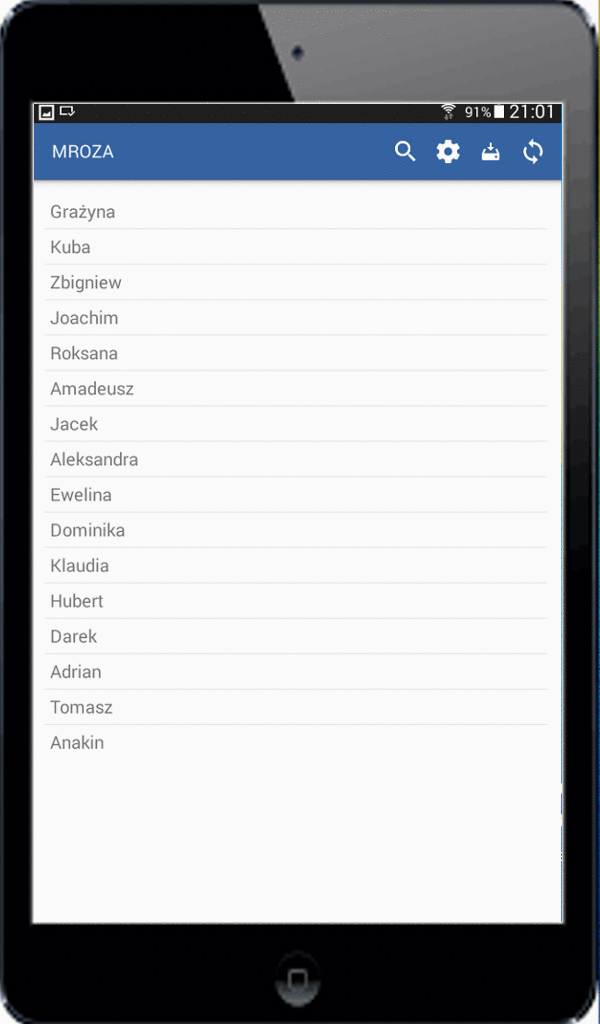 91% 21:01
MROZA
Grażyna
Kuba
Zbigniew
Joachim
Roksana
Amadeusz
Jacek
Aleksandra
Ewelina
Dominika
Klaudia
Hubert
Darek
Adrian
Tomasz
Anakin